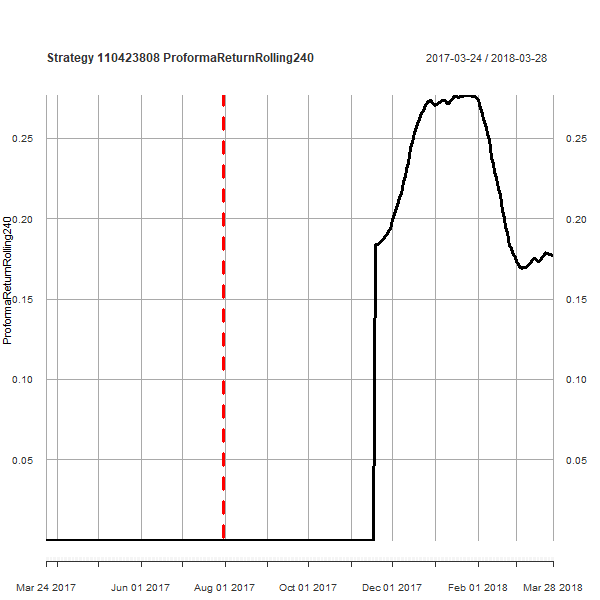 Strategy 110423808 ProformaReturnRolling240 2017-03-24 / 2018-03-28
0.25 0.25
0.20 0.20
ProformaReturnRolling240
0.15 0.15
0.10 0.10
0.05 0.05
Mar 24 2017 Jun 01 2017 Aug 01 2017 Oct 01 2017 Dec 01 2017 Feb 01 2018 Mar 28 2018